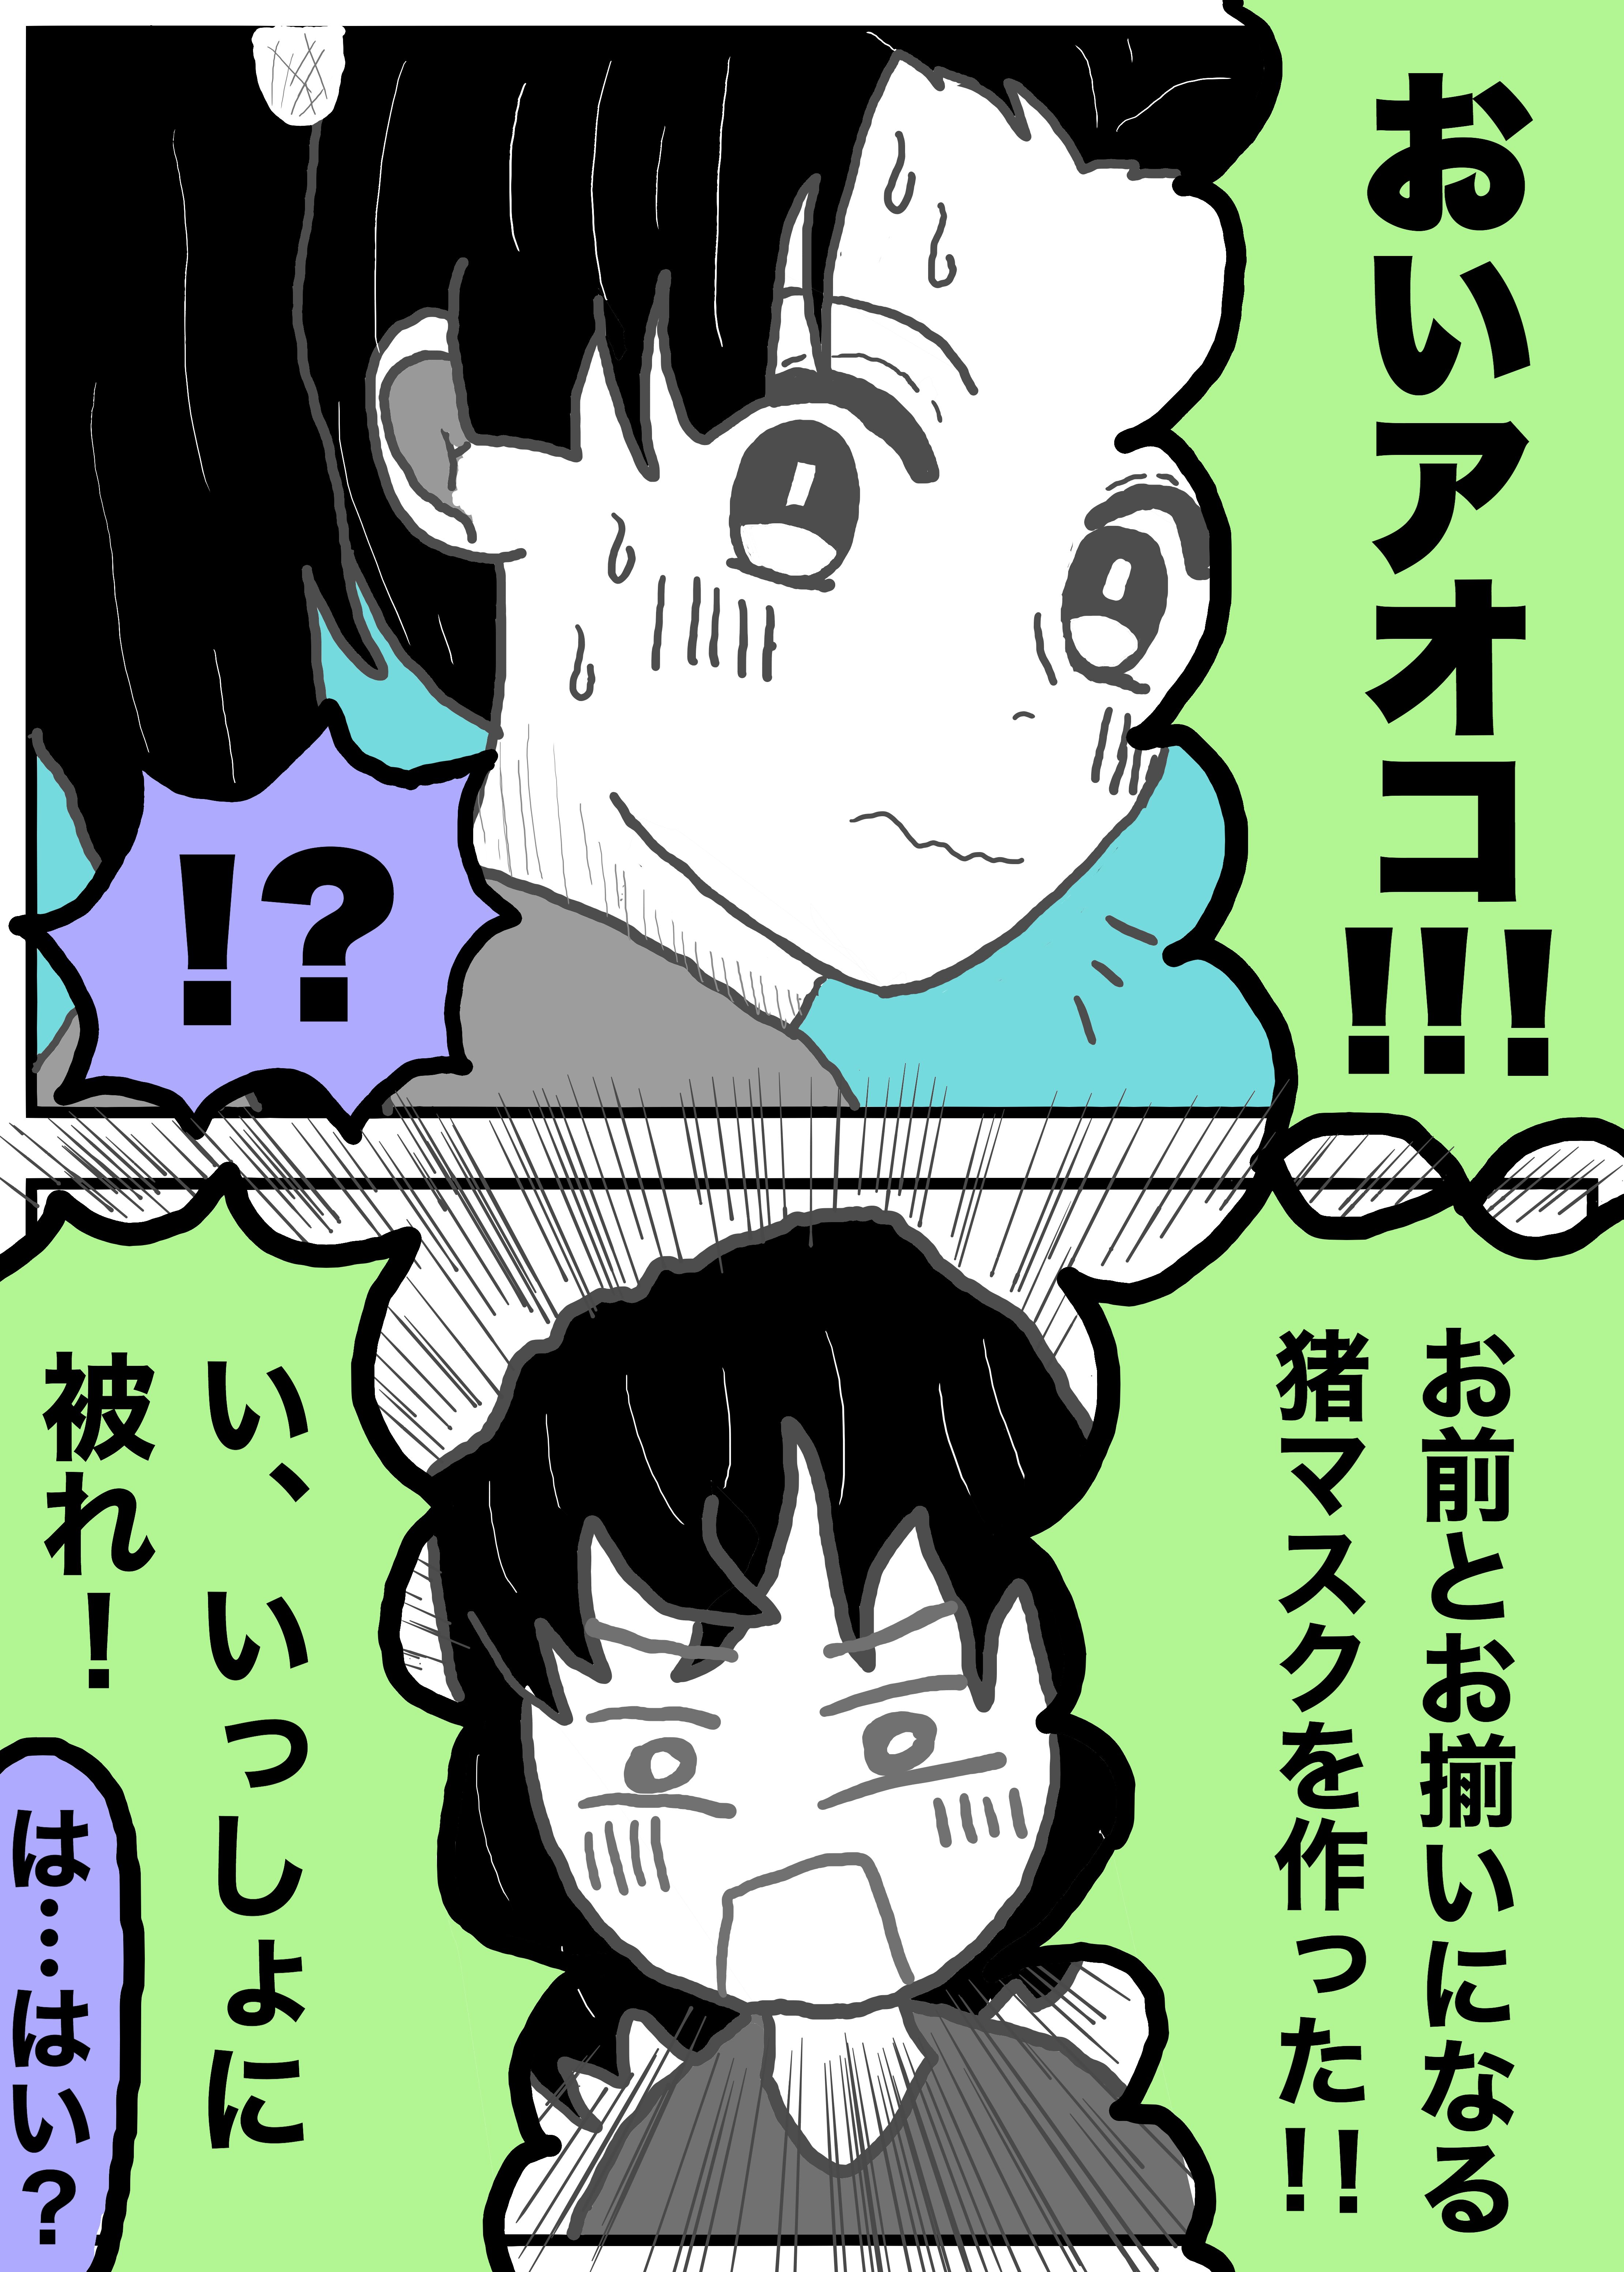 おいアオコ!!!
!?
お前とお揃いになる
猪マスクを作った!!
い、いっしょに
被れ!
は……はい?